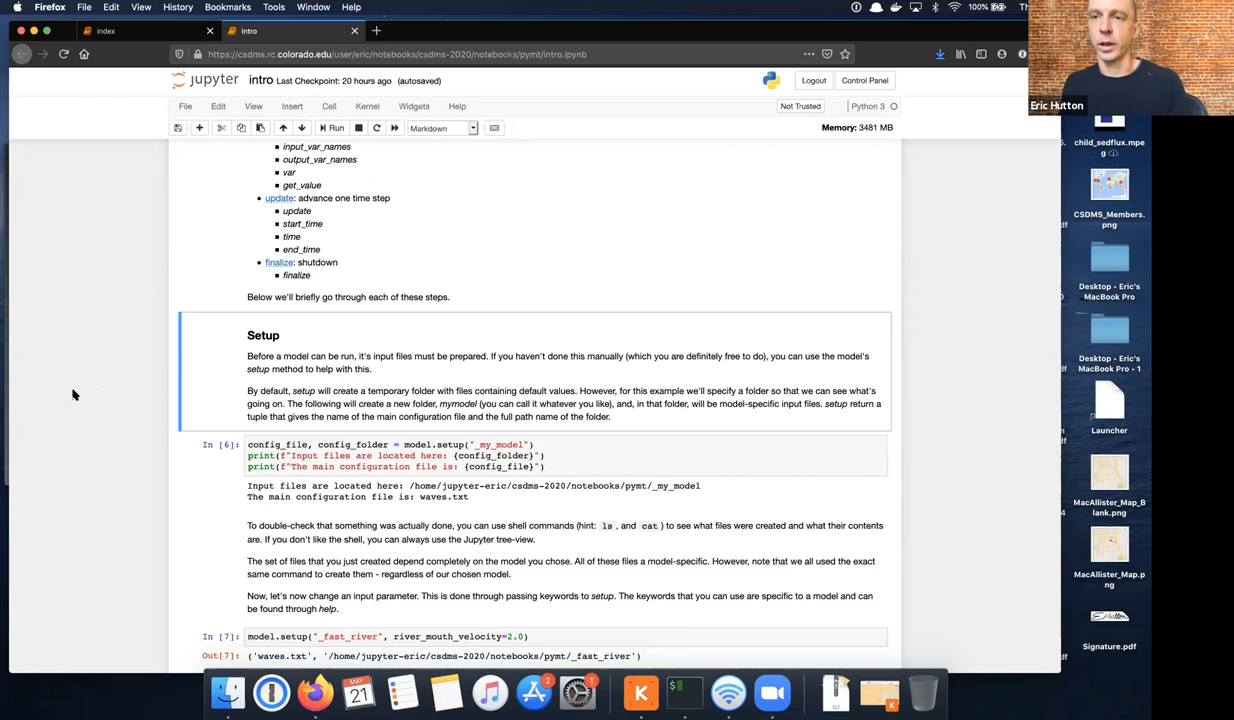 Firefox File Edit View History Bookmarks Tools Window Help 100%
index
intro
csdms.rc.colorado.edu/user/eric/notebooks/csdms-2020/notebooks/pymt/intro.ipynb
jupyter intro Last Checkpoint: 20 hours ago (autosaved)
Logout
Control Panel
File Edit View Insert Cell Kernel Widgets Help
Not Trusted
Python 3
Run
Markdown
Memory: 3481 MB
Eric Hutton
input_var_names
output_var_names
var
get_value
update: advance one time step
update
start_time
time
end_time
finalize: shutdown
finalize
Below we'll briefly go through each of these steps.
Setup
Before a model can be run, it's input files must be prepared. If you haven't done this manually (which you are definitely free to do), you can use the model's
setup method to help with this.
By default, setup will create a temporary folder with files containing default values. However, for this example we'll specify a folder so that we can see what's
going on. The following will create a new folder, mymodel (you can call it whatever you like), and, in that folder, will be model-specific input files. setup return a
tuple that gives the name of the main configuration file and the full path name of the folder.
In [6]: config_file, config_folder = model.setup("_my_model")
print(f"Input files are located here: {config_folder}")
print(f"The main configuration file is: {config_file}")
Input files are located here: /home/jupyter-eric/csdms-2020/notebooks/pymt/_my_model
The main configuration file is: waves.txt
To double-check that something was actually done, you can use shell commands (hint: ls , and cat ) to see what files were created and what their contents
are. If you don't like the shell, you can always use the Jupyter tree-view.
The set of files that you just created depend completely on the model you chose. All of these files a model-specific. However, note that we all used the exact
same command to create them - regardless of our chosen model.
Now, let's now change an input parameter. This is done through passing keywords to setup. The keywords that you can use are specific to a model and can
be found through help.
In [7]: model.setup("_fast_river", river_mouth_velocity=2.0)
Out[7]: ('waves.txt', '/home/jupyter-eric/csdms-2020/notebooks/pymt/_fast_river')
child_sedflux.mpe
g
CSDMS_Members.
png
Desktop - Eric's
MacBook Pro
Desktop - Eric's
MacBook Pro - 1
Launcher
MacAllister_Map_B
lank.png
MacAllister_Map.p
ng
Signature.pdf
MAY
21
2
1
K